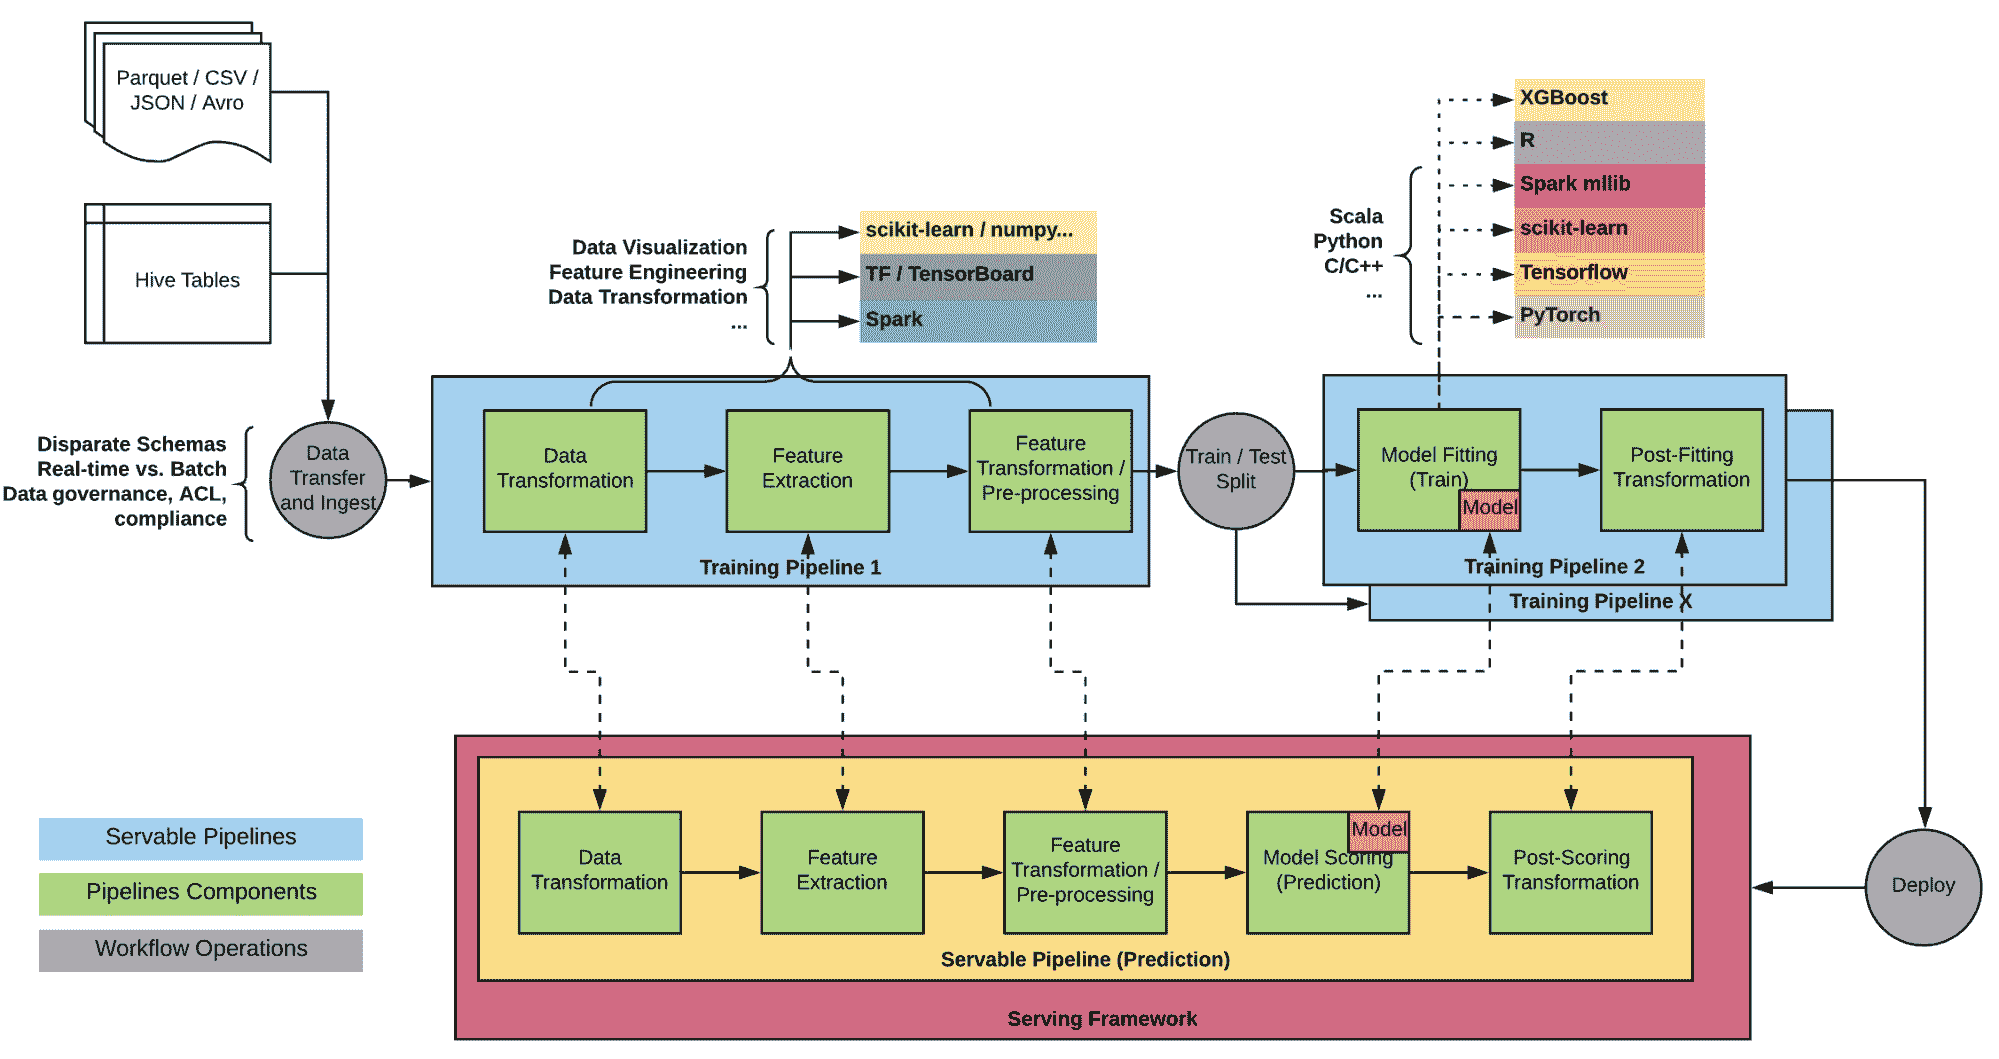 Parquet / CSV /
JSON / Avro
Hive Tables
Disparate Schemas
Real-time vs. Batch
Data governance, ACL,
compliance
Data
Transfer
and Ingest
Data Visualization
Feature Engineering
Data Transformation
...
scikit-learn / numpy...
TF / TensorBoard
Spark
Data
Transformation
Feature
Extraction
Feature
Transformation /
Pre-processing
Training Pipeline 1
Train / Test
Split
Scala
Python
C/C++
...
XGBoost
R
Spark mllib
scikit-learn
Tensorflow
PyTorch
Model Fitting
(Train)
Model
Post-Fitting
Transformation
Training Pipeline 2
Training Pipeline X
Data
Transformation
Feature
Extraction
Feature
Transformation /
Pre-processing
Model
Model Scoring
(Prediction)
Post-Scoring
Transformation
Servable Pipeline (Prediction)
Serving Framework
Deploy
Servable Pipelines
Pipelines Components
Workflow Operations